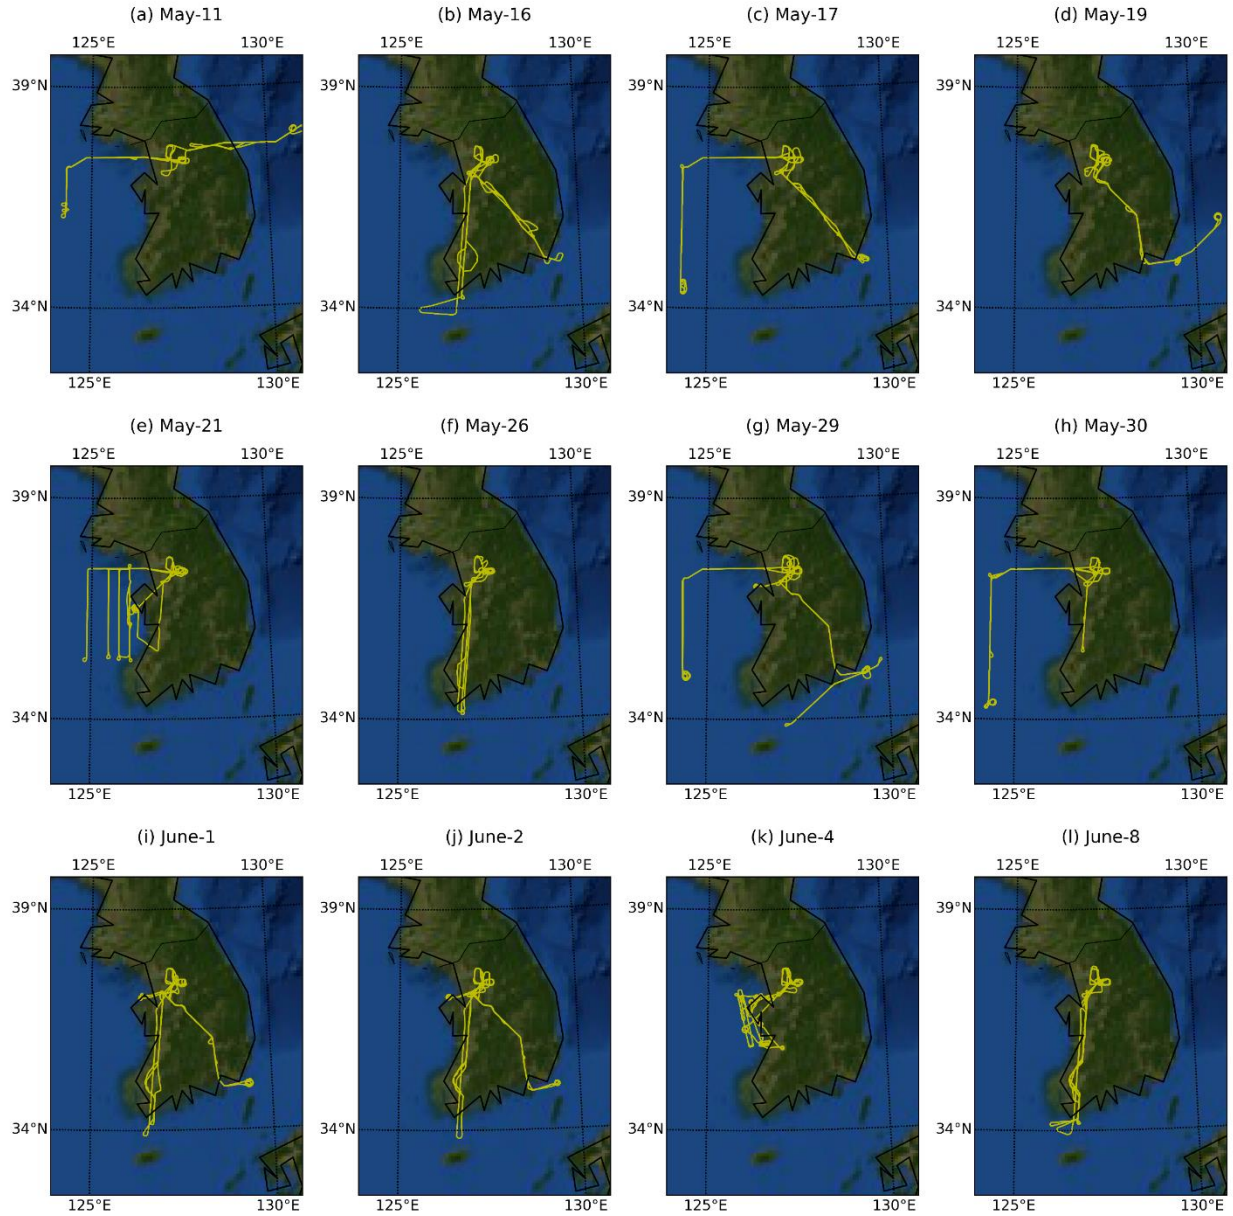 (a) May-11
(b) May-16
(c) May-17
(d) May-19
125°E
130°E
125°E
130°E
125°E
130°E
125°E
130°E
39°N
39°N
39°N
39°N
34°N
34°N
34°N
34°N
125°E
130°E
125°E
130°E
125°E
130°E
125°E
130°E
(e) May-21
(f) May-26
(g) May-29
(h) May-30
125°E
130°E
125°E
130°E
125°E
130°E
125°E
130°E
39°N
39°N
39°N
39°N
34°N
34°N
34°N
34°N
125°E
130°E
125°E
130°E
125°E
130°E
125°E
130°E
(i) June-1
(j) June-2
(k) June-4
(l) June-8
125°E
130°E
125°E
130°E
125°E
130°E
125°E
130°E
39°N
39°N
39°N
39°N
34°N
34°N
34°N
34°N
125°E
130°E
125°E
130°E
125°E
130°E
125°E
130°E